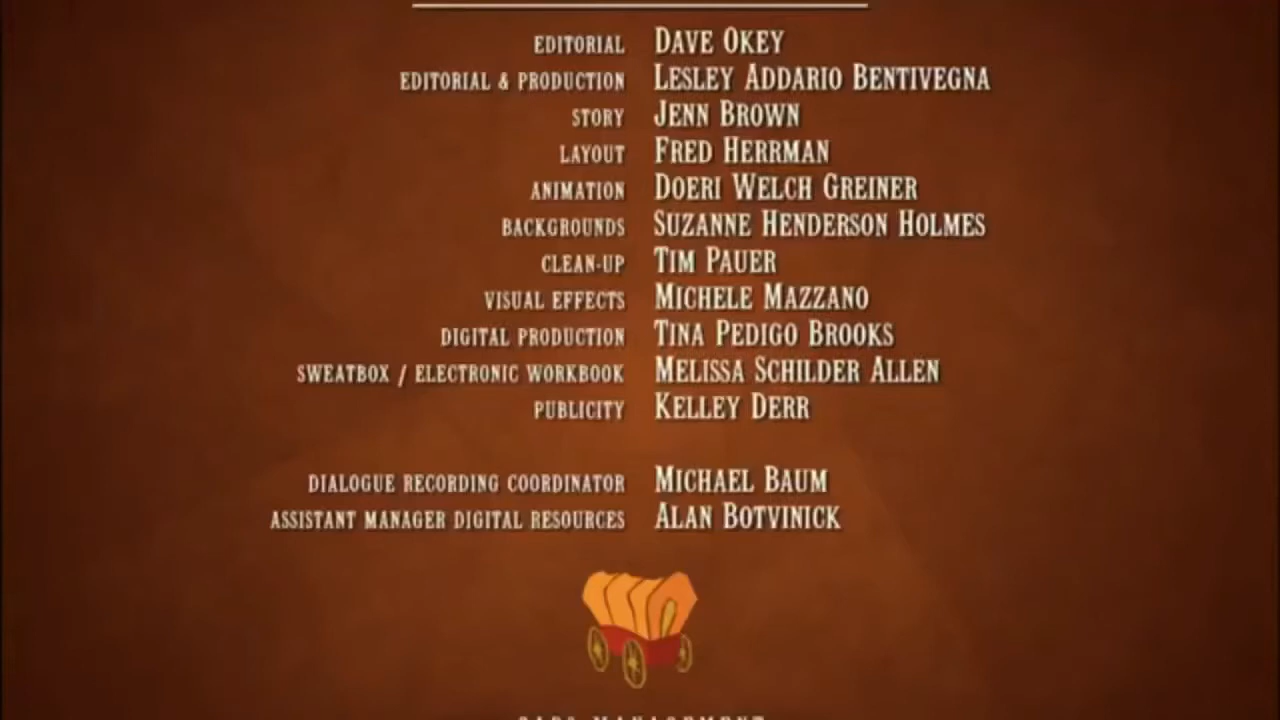 EDITORIAL DAVE OKEY
EDITORIAL & PRODUCTION LESLEY ADDARIO BENTIVEGNA
STORY JENN BROWN
LAYOUT FRED HERRMAN
ANIMATION DOERI WELCH GREINER
BACKGROUNDS SUZANNE HENDERSON HOLMES
CLEAN-UP TIM PAUER
VISUAL EFFECTS MICHELE MAZZANO
DIGITAL PRODUCTION TINA PEDIGO BROOKS
SWEATBOX / ELECTRONIC WORKBOOK MELISSA SCHILDER ALLEN
PUBLICITY KELLEY DERR
DIALOGUE RECORDING COORDINATOR MICHAEL BAUM
ASSISTANT MANAGER DIGITAL RESOURCES ALAN BOTVINICK
MANAGEMENT